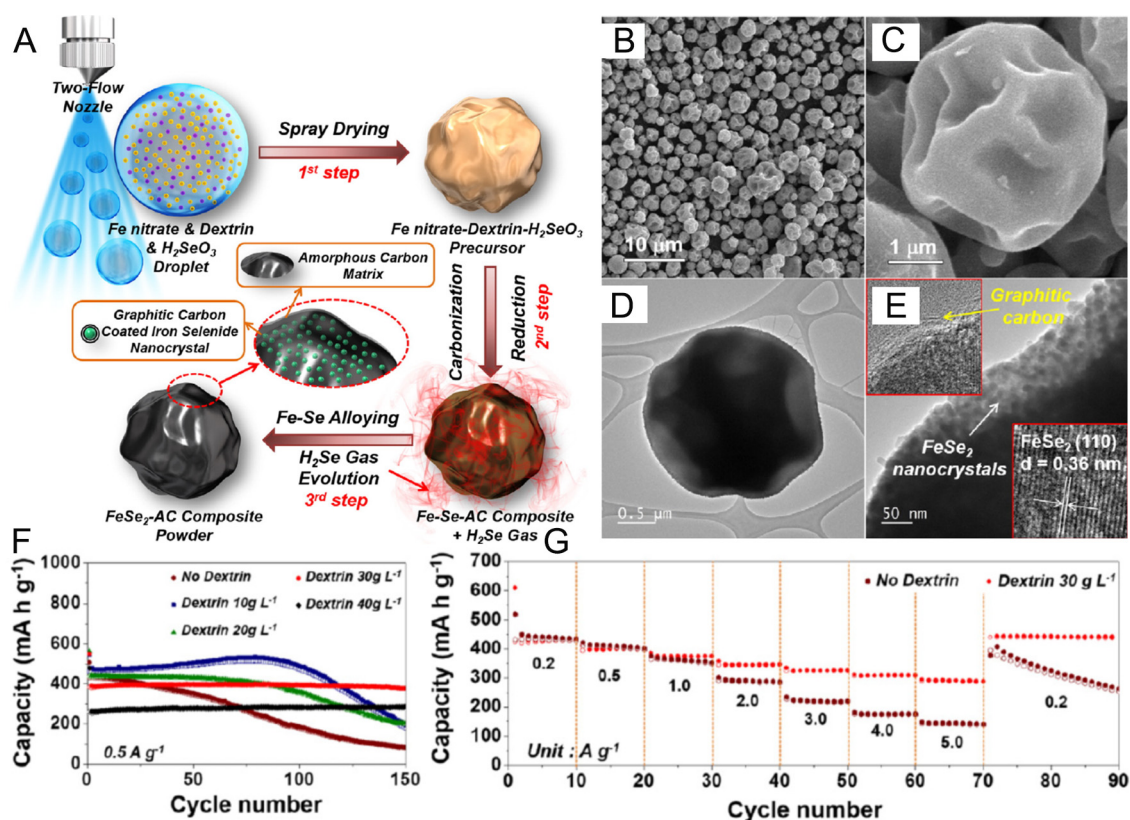 A
Two-Flow
Nozzle
Spray Drying
1st step
Fe nitrate & Dextrin
& H2SeO3
Droplet
Fe nitrate-Dextrin-H2SeO3
Precursor
Amorphous Carbon
Matrix
Graphitic Carbon
Coated Iron Selenide
Nanocrystal
Carbonization
Reduction
2nd step
Fe-Se Alloying
H2Se Gas
Evolution
3rd step
FeSe2-AC Composite
Powder
Fe-Se-AC Composite
+ H2Se Gas
B
10 μm
C
1 μm
D
0.5 μm
E
Graphitic
carbon
FeSe2
nanocrystals
FeSe2 (110)
d = 0.36 nm
50 nm
F
Capacity (mA h g-1)
1000
800
600
400
200
0
No Dextrin
Dextrin 30g L-1
Dextrin 10g L-1
Dextrin 40g L-1
Dextrin 20g L-1
0.5 A g-1
0 50 100 150
Cycle number
G
Capacity (mA h g-1)
700
600
500
400
300
200
100
0
No Dextrin
Dextrin 30g L-1
0.2
0.5
1.0
2.0
3.0
4.0
5.0
0.2
Unit : A g-1
0 10 20 30 40 50 60 70 80 90
Cycle number